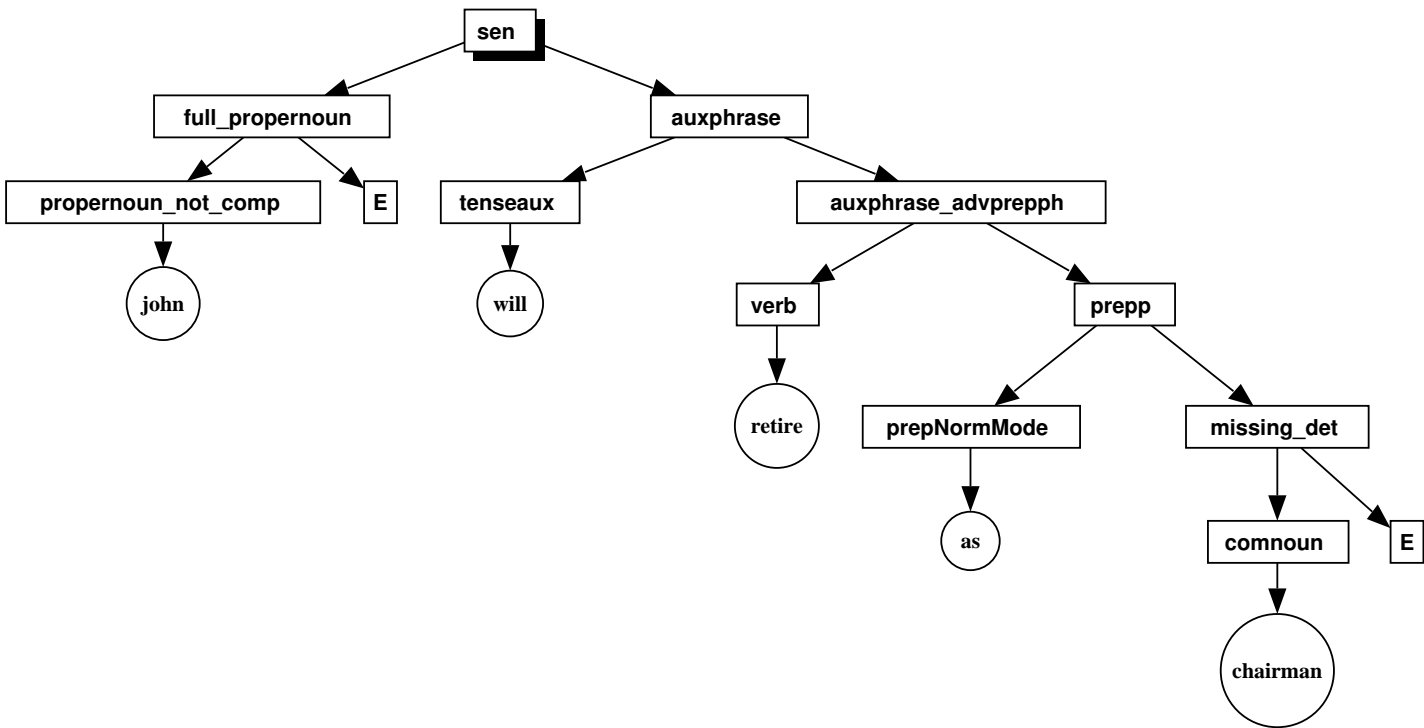 sen
full_propernoun auxphrase
propernoun_not_comp E tenseaux auxphrase_advprepph
john will verb prepp
retire prepNormMode missing_det
as comnoun E
chairman